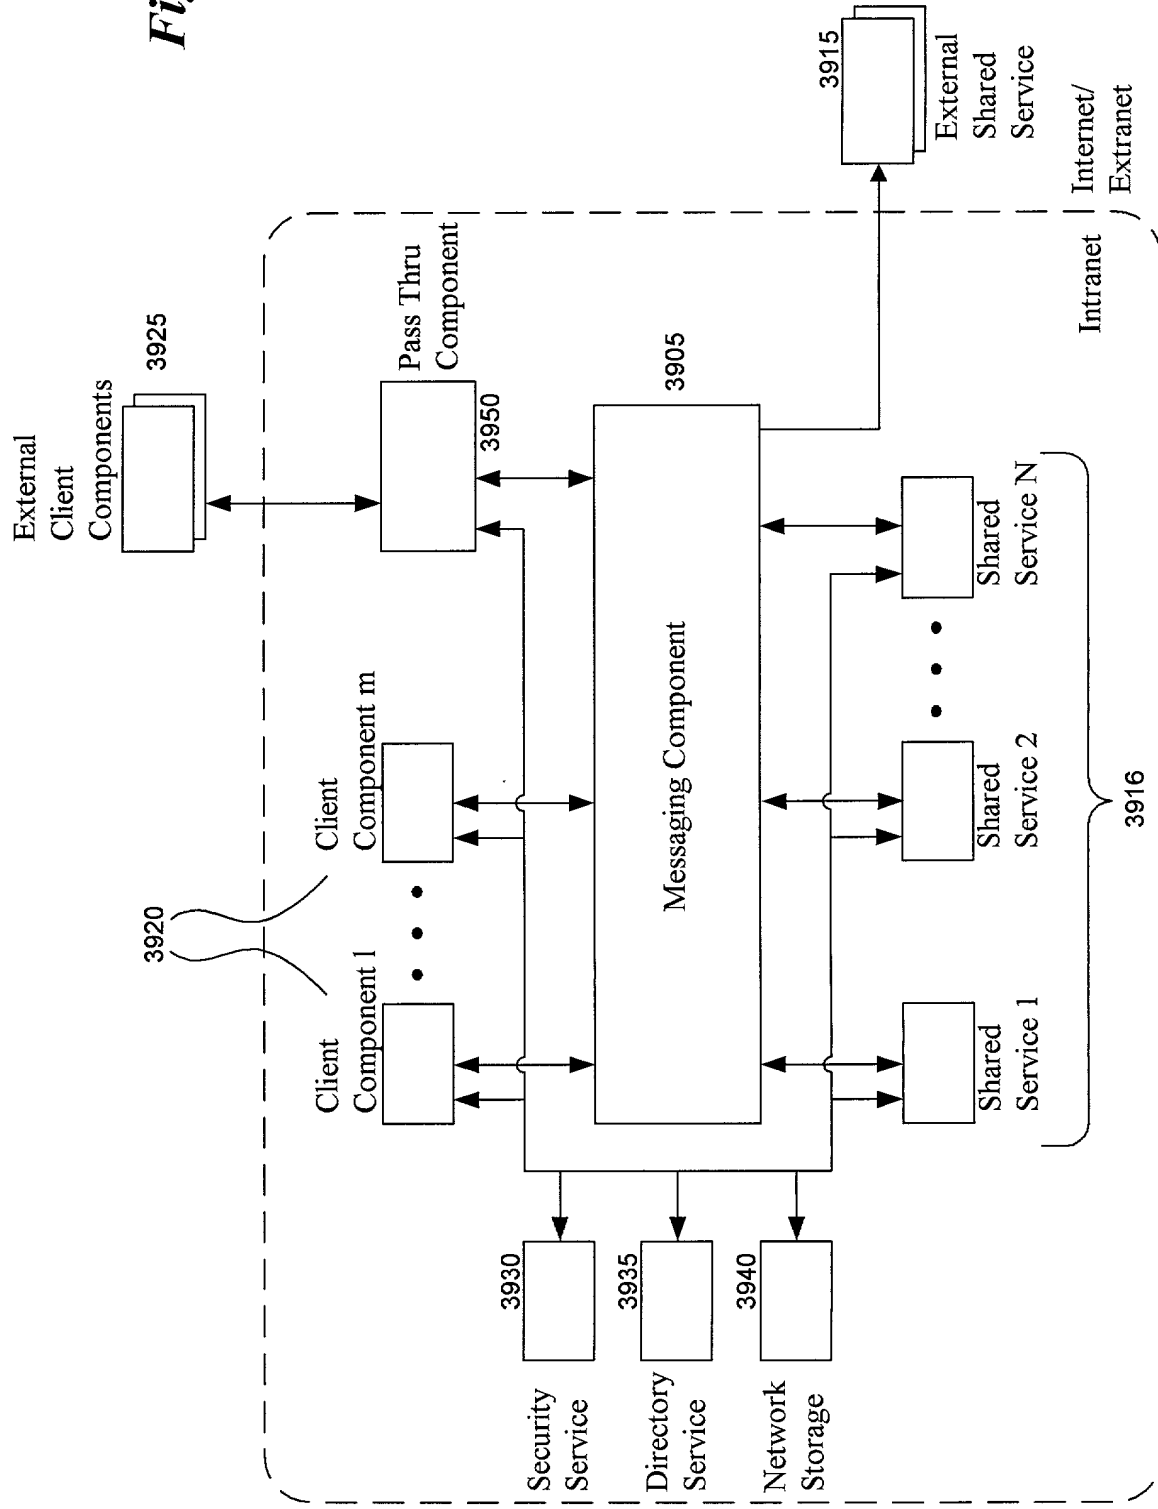 Fi
External
Client
Components
3925
3920
Client
Component 1
Client
Component m
Pass Thru
Component
3950
3905
Messaging Component
Security
Service
3930
Directory
Service
3935
Network
Storage
3940
Shared
Service 1
Shared
Service 2
Shared
Service N
3916
3915
External
Shared
Service
Intranet
Internet/
Extranet